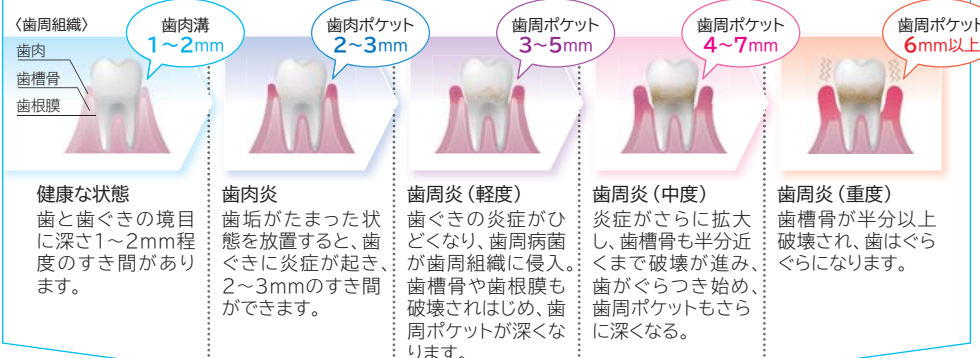 〈歯周組織〉
歯肉
歯槽骨
歯根膜
歯肉溝
1～2mm
歯肉ポケット
2～3mm
歯周ポケット
3～5mm
歯周ポケット
4～7mm
歯周ポケット
6mm以上
健康な状態
歯と歯ぐきの境目
に深さ1～2mm程
度のすき間があり
ます。
歯肉炎
歯垢がたまった状
態を放置すると、歯
ぐきに炎症が起き、
2～3mmのすき間
ができます。
歯周炎（軽度）
歯ぐきの炎症がひ
どくなり、歯周病菌
が歯周組織に侵入。
歯槽骨や歯根膜も
破壊されはじめ、歯
周ポケットが深くな
ります。
歯周炎（中度）
炎症がさらに拡大
し、歯槽骨も半分近
くまで破壊が進み、
歯がぐらつき始め、
歯周ポケットもさら
に深くなる。
歯周炎（重度）
歯槽骨が半分以上
破壊され、歯はぐら
ぐらになります。